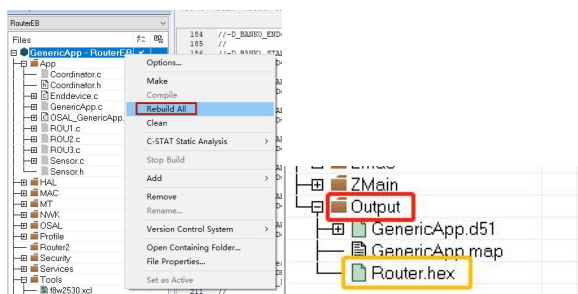 RouterEB
Files
GenericApp - RouterEB
App
Coordinator.c
Coordinator.h
Enddevice.c
GenericApp.c
OSAL_GenericApp.
ROU1.c
ROU2.c
ROU3.c
Sensor.c
Sensor.h
HAL
MAC
MT
NWK
OSAL
Profile
Router2
Security
Services
Tools
f8w2530.xcl
184 //-D_BANK0_END=
185 //
186
211 //
Options...
Make
Compile
Rebuild All
Clean
C-STAT Static Analysis
Stop Build
Add
Remove
Rename...
Version Control System
Open Containing Folder...
File Properties...
Set as Active
ZMain
Output
GenericApp.d51
GenericApp.map
Router.hex